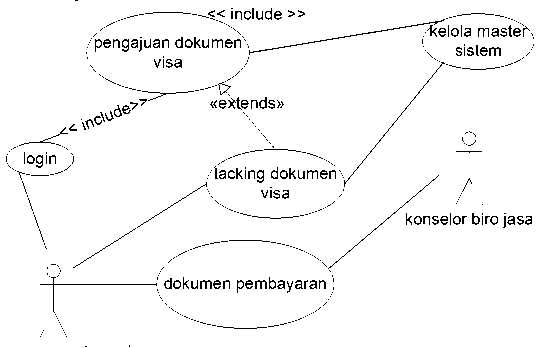 << include >>
pengajuan dokumen
visa
kelola master
sistem
<< include>>
«extends»
login
lacking dokumen
visa
konselor biro jasa
dokumen pembayaran